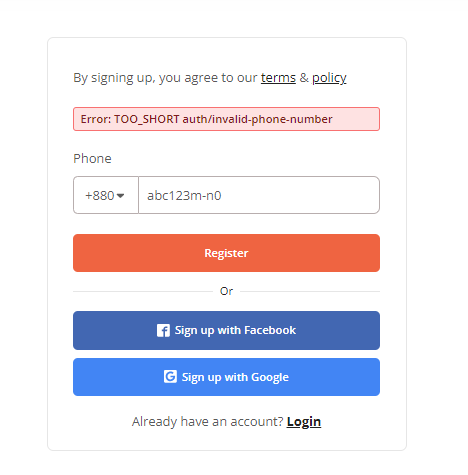 By signing up, you agree to our terms & policy
Error: TOO_SHORT auth/invalid-phone-number
Phone
+880 abc123m-n0
Register
Or
Sign up with Facebook
Sign up with Google
Already have an account? Login